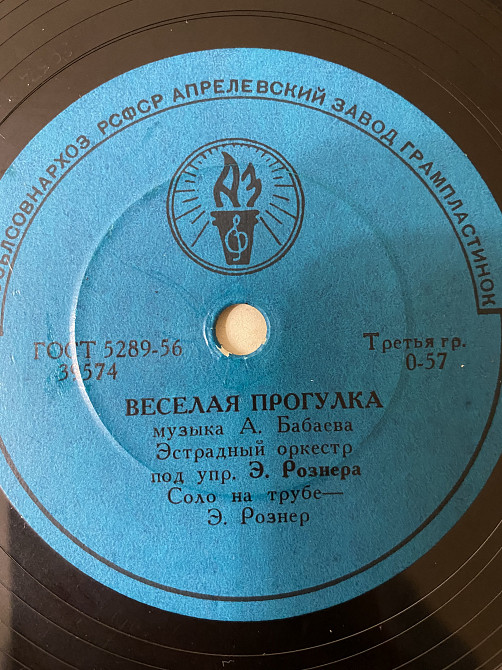 РСФСР АПРЕЛЕВСКИЙ ЗАВОД ГРАМПЛАСТИНОК
АЗ
ГОСТ 5289-56
Третья гр.
0-57
ВЕСЕЛАЯ ПРОГУЛКА
музыка А. Бабаева
Эстрадный оркестр
под упр. Э. Рознера
Соло на трубе—
Э. Рознер